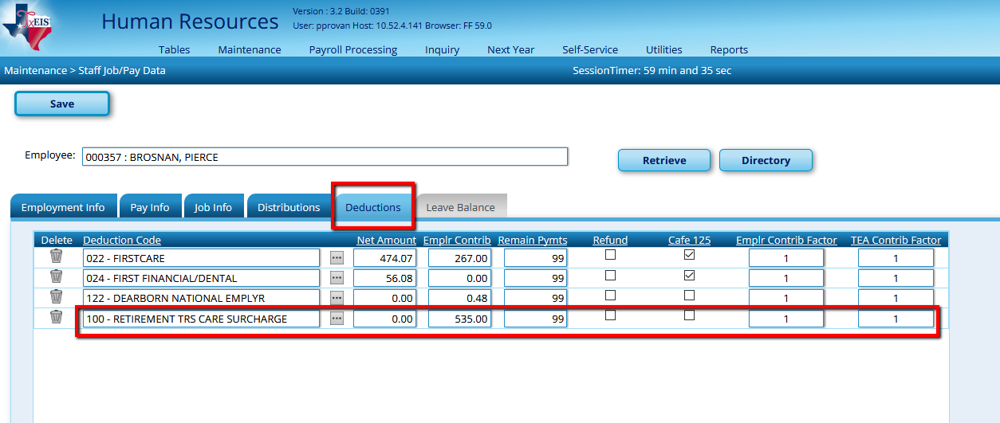 TxEIS
Human Resources
Version : 3.2 Build: 0391
User: pprovan Host: 10.52.4.141 Browser: FF 59.0
Tables Maintenance Payroll Processing Inquiry Next Year Self-Service Utilities Reports
Maintenance > Staff Job/Pay Data SessionTimer: 59 min and 35 sec
Save
Employee: 000357 : BROSNAN, PIERCE Retrieve Directory
Employment Info Pay Info Job Info Distributions Deductions Leave Balance
Delete Deduction Code Net Amount Emplr Contrib Remain Pymts Refund Cafe 125 Emplr Contrib Factor TEA Contrib Factor
022 - FIRSTCARE ... 474.07 267.00 99 1 1
024 - FIRST FINANCIAL/DENTAL ... 56.08 0.00 99 1 1
122 - DEARBORN NATIONAL EMPLYR ... 0.00 0.48 99 1 1
100 - RETIREMENT TRS CARE SURCHARGE ... 0.00 535.00 99 1 1